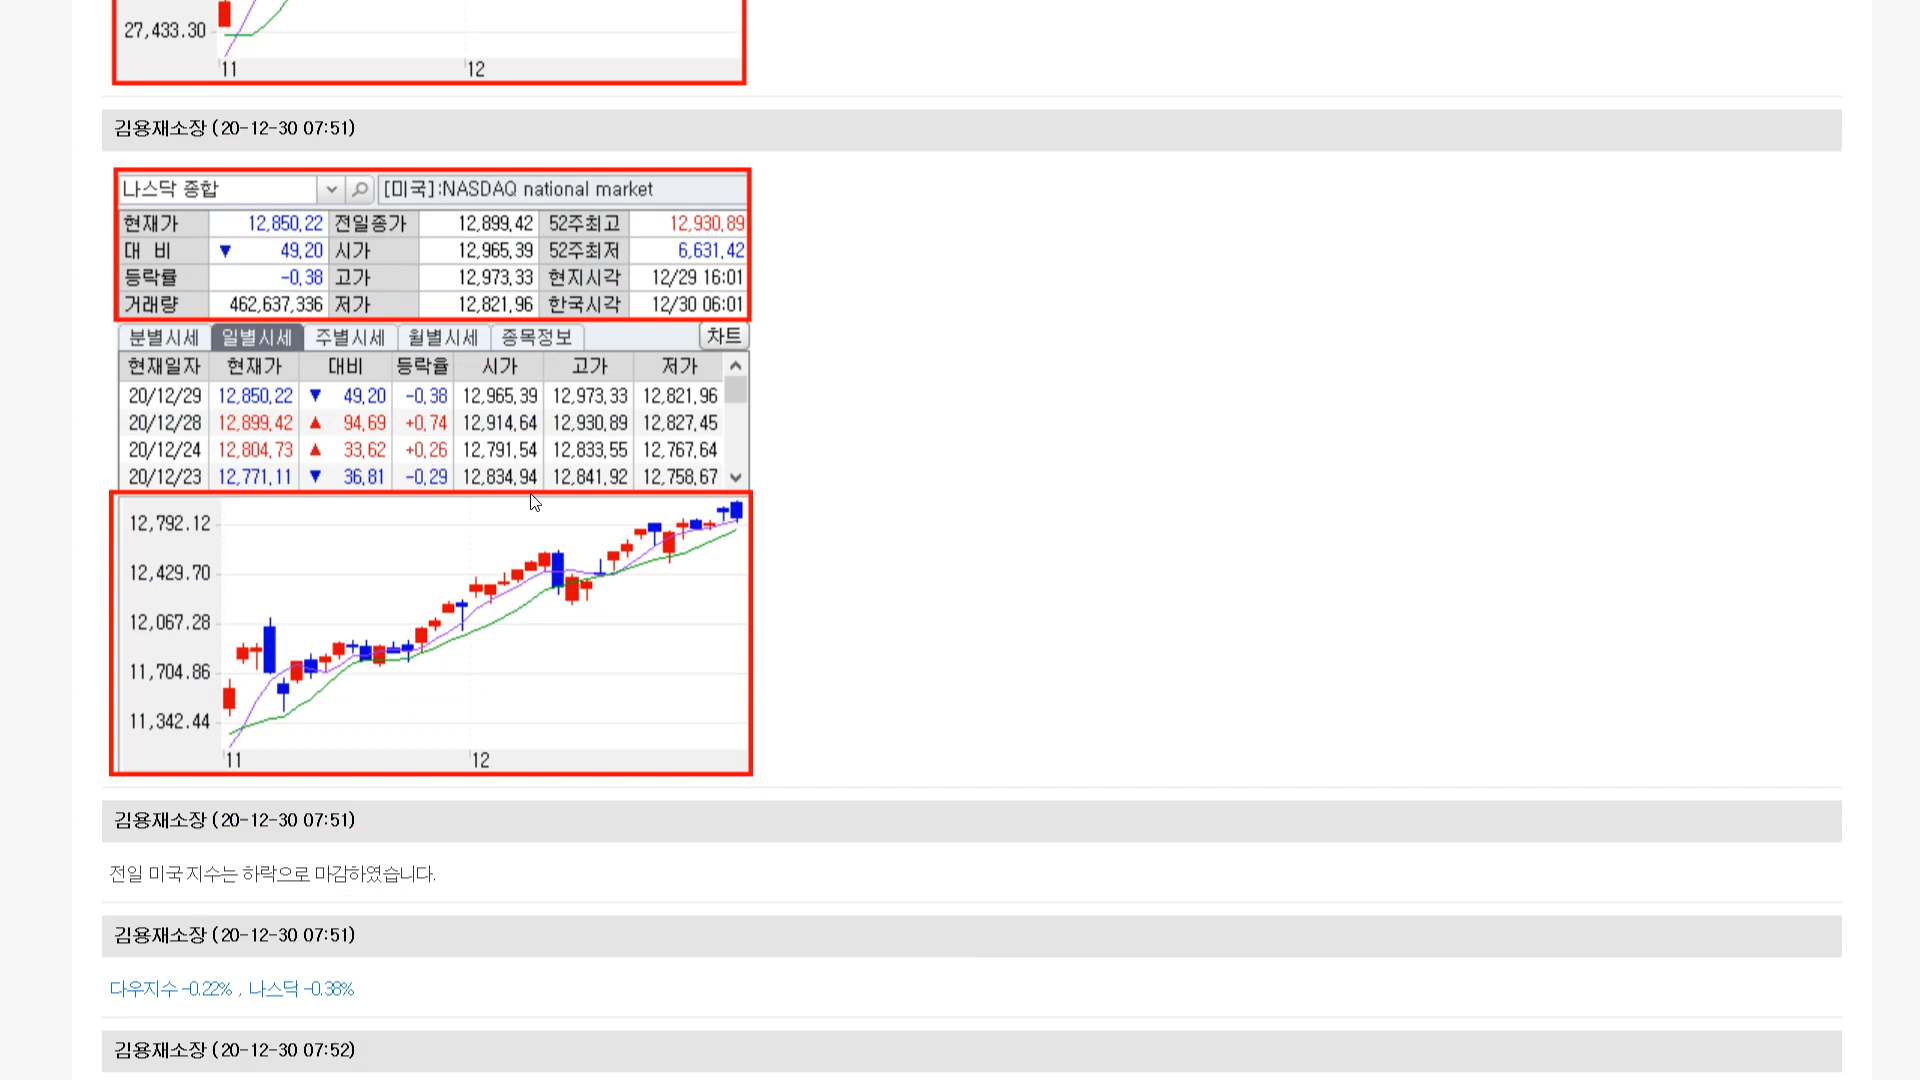 27,433.30
11 12
김용재소장 (20-12-30 07:51)
나스닥 종합 [미국]:NASDAQ national market
현재가 12,850.22 전일종가 12,899.42 52주최고 12,930.89
대 비 ▼ 49.20 시가 12,965.39 52주최저 6,631.42
등락률 -0.38 고가 12,973.33 현지시각 12/29 16:01
거래량 462,637,336 저가 12,821.96 한국시각 12/30 06:01
분별시세 일별시세 주별시세 월별시세 종목정보 차트
현재일자 현재가 대비 등락율 시가 고가 저가
20/12/29 12,850.22 ▼ 49.20 -0.38 12,965.39 12,973.33 12,821.96
20/12/28 12,899.42 ▲ 94.69 +0.74 12,914.64 12,930.89 12,827.45
20/12/24 12,804.73 ▲ 33.62 +0.26 12,791.54 12,833.55 12,767.64
20/12/23 12,771.11 ▼ 36.81 -0.29 12,834.94 12,841.92 12,758.67
12,792.12
12,429.70
12,067.28
11,704.86
11,342.44
11 12
김용재소장 (20-12-30 07:51)
전일 미국 지수는 하락으로 마감하였습니다.
김용재소장 (20-12-30 07:51)
다우지수 -0.22% , 나스닥 -0.38%
김용재소장 (20-12-30 07:52)